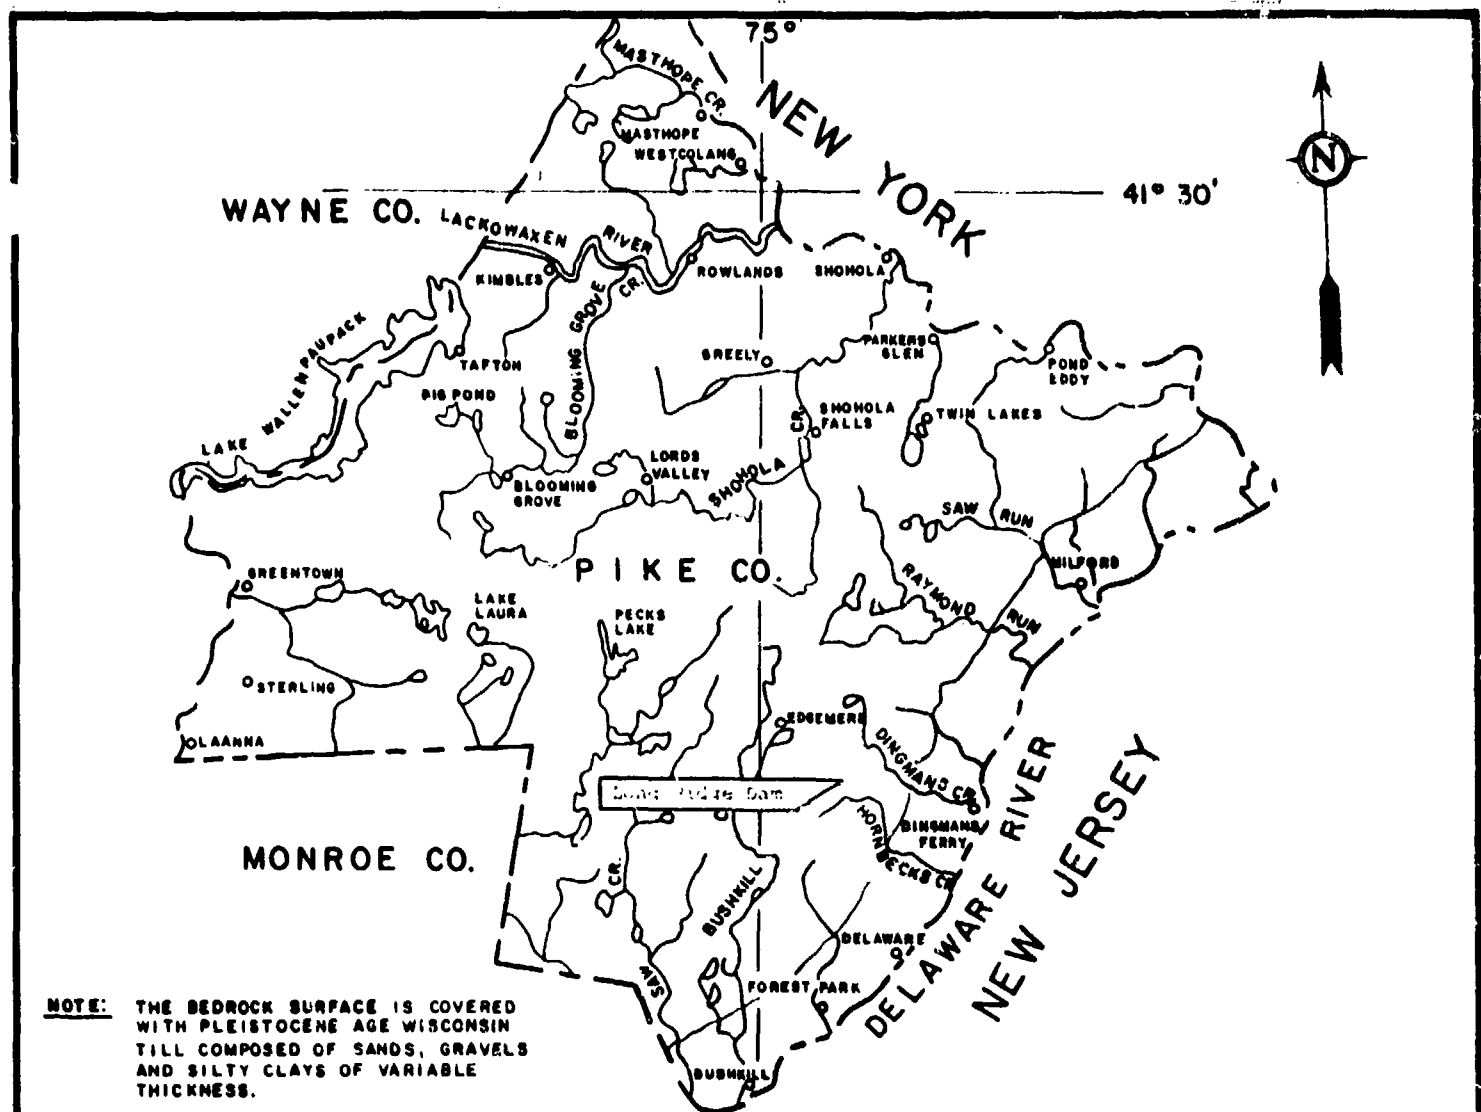 75°
MASTHOPE CR.
NEW YORK
N
MASTHOPE
WESTCOLANG
41° 30'
WAYNE CO.
LACKOWAXEN RIVER
KIMBLES
ROWLANDS
SHOHOLA
BLOOMING GROVE CR.
LAKE WALLENPAUPACK
TAFTON
GREELY
PARKERS
GLEN
POND
EDDY
BIG POND
CR.
SHOHOLA
FALLS
TWIN LAKES
LORDS
VALLEY
SHOHOLA
BLOOMING
GROVE
SAW RUN
PIKE CO.
MILFORD
GREENTOWN
LAKE
LAURA
PECKS
LAKE
RAYMOND RUN
STERLING
EDGEMERE
LAANNA
DINGMANS CR.
Long Ridge Dam
HORNBECKS CR.
DINGMANS
FERRY
MONROE CO.
CR.
BUSHKILL
DELAWARE RIVER
NEW JERSEY
DELAWARE
SAW
FOREST PARK
BUSHKILL
NOTE: THE BEDROCK SURFACE IS COVERED
WITH PLEISTOCENE AGE WISCONSIN
TILL COMPOSED OF SANDS, GRAVELS
AND SILTY CLAYS OF VARIABLE
THICKNESS.